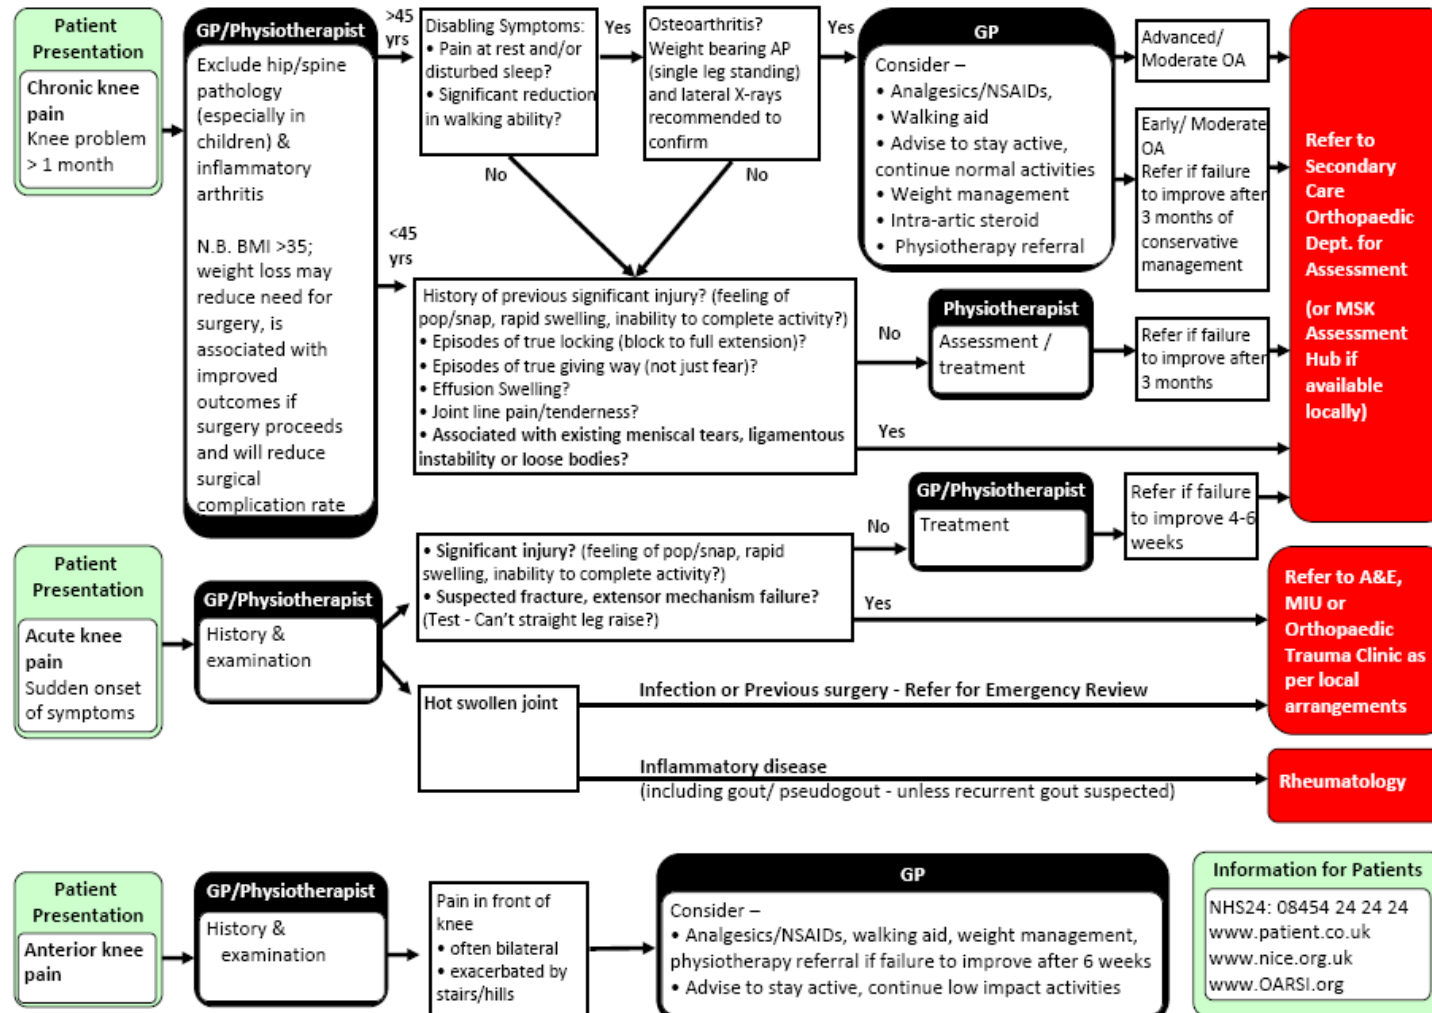 Patient
Presentation
Chronic knee
pain
Knee problem
> 1 month
GP/Physiotherapist
Exclude hip/spine
pathology
(especially in
children) &
inflammatory
arthritis
N.B. BMI >35;
weight loss may
reduce need for
surgery, is
associated with
improved
outcomes if
surgery proceeds
and will reduce
surgical
complication rate
>45
yrs
<45
yrs
Disabling Symptoms:
• Pain at rest and/or
disturbed sleep?
• Significant reduction
in walking ability?
Yes
No
Osteoarthritis?
Weight bearing AP
(single leg standing)
and lateral X-rays
recommended to
confirm
Yes
No
GP
Consider –
• Analgesics/NSAIDs,
• Walking aid
• Advise to stay active,
continue normal activities
• Weight management
• Intra-artic steroid
• Physiotherapy referral
Advanced/
Moderate OA
Early/ Moderate
OA
Refer if failure
to improve after
3 months of
conservative
management
Refer to
Secondary
Care
Orthopaedic
Dept. for
Assessment
(or MSK
Assessment
Hub if
available
locally)
History of previous significant injury? (feeling of
pop/snap, rapid swelling, inability to complete activity?)
• Episodes of true locking (block to full extension)?
• Episodes of true giving way (not just fear)?
• Effusion Swelling?
• Joint line pain/tenderness?
• Associated with existing meniscal tears, ligamentous
instability or loose bodies?
No
Physiotherapist
Assessment /
treatment
Refer if failure
to improve after
3 months
Yes
Patient
Presentation
Acute knee
pain
Sudden onset
of symptoms
GP/Physiotherapist
History &
examination
• Significant injury? (feeling of pop/snap, rapid
swelling, inability to complete activity?)
• Suspected fracture, extensor mechanism failure?
(Test - Can't straight leg raise?)
No
GP/Physiotherapist
Treatment
Refer if failure
to improve 4-6
weeks
Yes
Refer to A&E,
MIU or
Orthopaedic
Trauma Clinic as
per local
arrangements
Hot swollen joint
Infection or Previous surgery - Refer for Emergency Review
Inflammatory disease
(including gout/ pseudogout - unless recurrent gout suspected)
Rheumatology
Patient
Presentation
Anterior knee
pain
GP/Physiotherapist
History &
examination
Pain in front of
knee
• often bilateral
• exacerbated by
stairs/hills
GP
Consider –
• Analgesics/NSAIDs, walking aid, weight management,
physiotherapy referral if failure to improve after 6 weeks
• Advise to stay active, continue low impact activities
Information for Patients
NHS24: 08454 24 24 24
www.patient.co.uk
www.nice.org.uk
www.OARSI.org